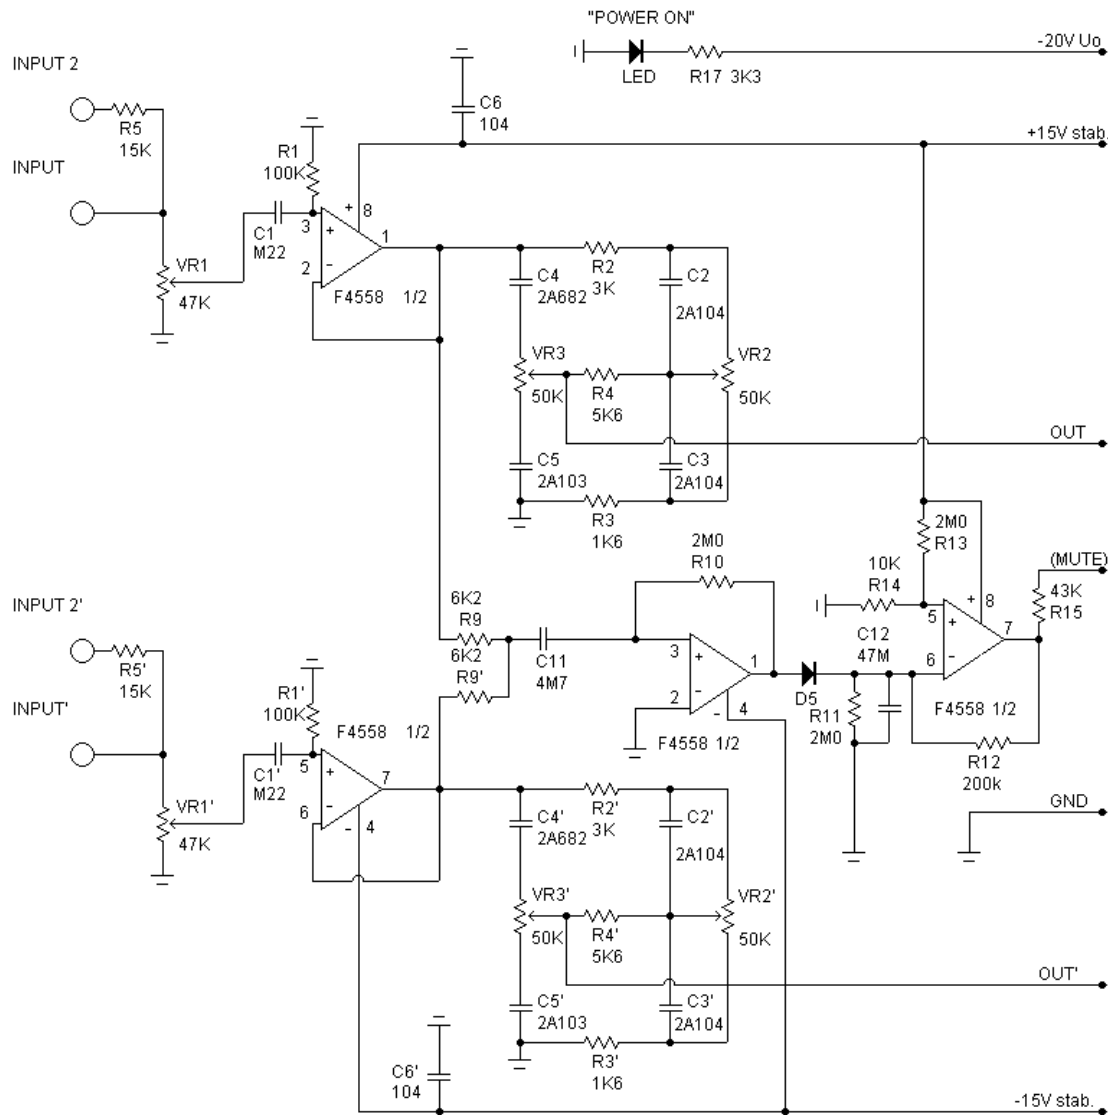 "POWER ON"
-20V Uo
LED
R17 3K3
INPUT 2
C6
104
R5
15K
+15V stab.
R1
100K
INPUT
+
8
3
+
1
C1
M22
2
-
VR1
47K
F4558 1/2
R2
3K
C4
2A682
C2
2A104
VR3
50K
R4
5K6
VR2
50K
OUT
C5
2A103
C3
2A104
R3
1K6
2M0
R13
2M0
R10
10K
R14
(MUTE)
43K
R15
+
8
5
+
7
6
-
C12
47M
INPUT 2'
6K2
R9
6K2
R9'
C11
4M7
3
+
1
2
-
-
4
D5
R11
2M0
F4558 1/2
F4558 1/2
R12
200k
R5'
15K
R1'
100K
INPUT'
F4558 1/2
5
+
7
C1'
M22
6
-
-
4
VR1'
47K
R2'
3K
C4'
2A682
C2'
2A104
GND
VR3'
50K
R4'
5K6
VR2'
50K
OUT'
C5'
2A103
C3'
2A104
R3'
1K6
C6'
104
-15V stab.